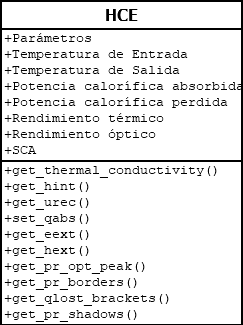 HCE
+Parámetros
+Temperatura de Entrada
+Temperatura de Salida
+Potencia calorífica absorbida
+Potencia calorífica perdida
+Rendimiento térmico
+Rendimiento óptico
+SCA
+get_thermal_conductivity()
+get_hint()
+get_urec()
+set_qabs()
+get_eext()
+get_hext()
+get_pr_opt_peak()
+get_pr_borders()
+get_qlost_brackets()
+get_pr_shadows()